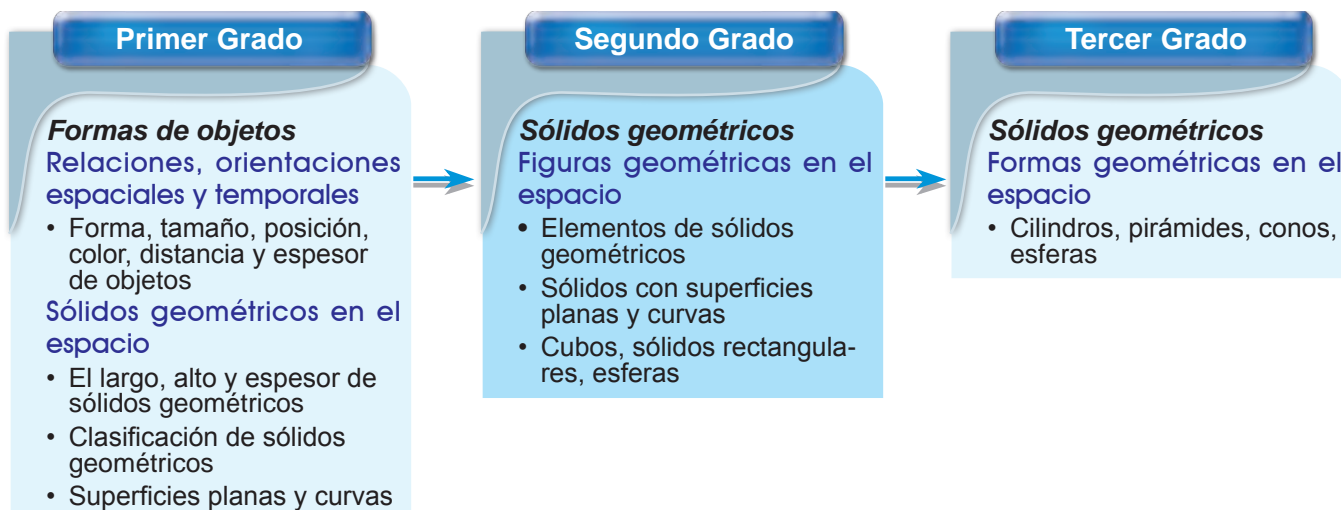 Primer Grado
Formas de objetos
Relaciones, orientaciones
espaciales y temporales
• Forma, tamaño, posición,
color, distancia y espesor
de objetos
Sólidos geométricos en el
espacio
• El largo, alto y espesor de
sólidos geométricos
• Clasificación de sólidos
geométricos
• Superficies planas y curvas
Segundo Grado
Sólidos geométricos
Figuras geométricas en el
espacio
• Elementos de sólidos
geométricos
• Sólidos con superficies
planas y curvas
• Cubos, sólidos rectangula-
res, esferas
Tercer Grado
Sólidos geométricos
Formas geométricas en el
espacio
• Cilindros, pirámides, conos,
esferas